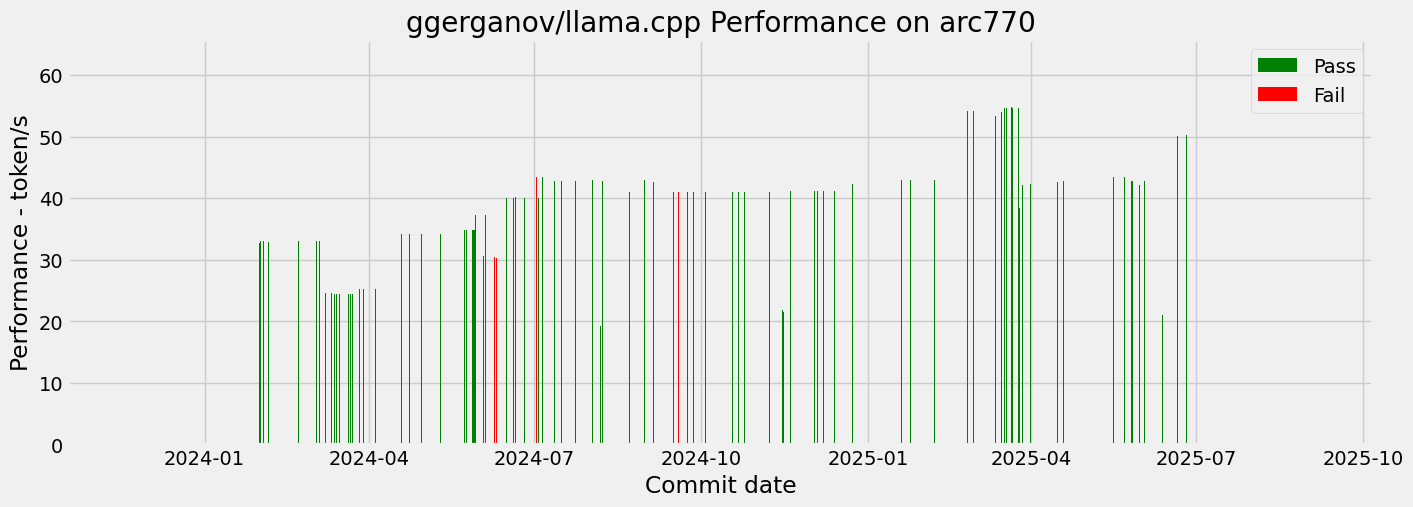 ggerganov/llama.cpp Performance on arc770
Pass
Fail
Performance - token/s
60
50
40
30
20
10
0
2024-01 2024-04 2024-07 2024-10 2025-01 2025-04 2025-07 2025-10
Commit date